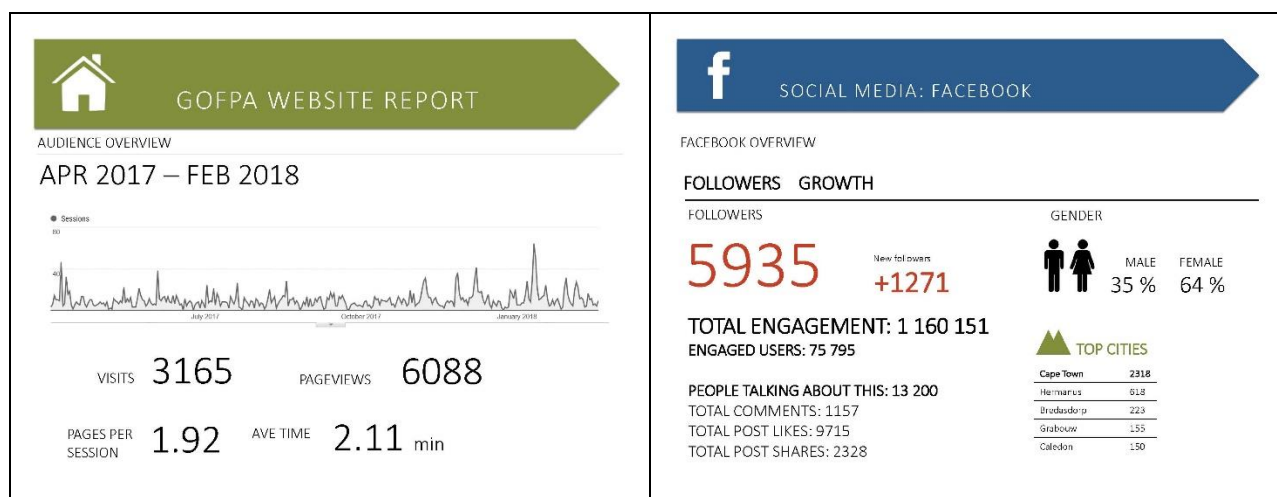 GOFPA WEBSITE REPORT
AUDIENCE OVERVIEW
APR 2017 – FEB 2018
Sessions
80
40
July 2017 October 2017 January 2018
VISITS 3165 PAGEVIEWS 6088
PAGES PER SESSION 1.92 AVE TIME 2.11 min
f SOCIAL MEDIA: FACEBOOK
FACEBOOK OVERVIEW
FOLLOWERS GROWTH
FOLLOWERS
5935
New followers
+1271
GENDER
MALE FEMALE
35 % 64 %
TOTAL ENGAGEMENT: 1 160 151
ENGAGED USERS: 75 795
PEOPLE TALKING ABOUT THIS: 13 200
TOTAL COMMENTS: 1157
TOTAL POST LIKES: 9715
TOTAL POST SHARES: 2328
TOP CITIES
Cape Town 2318
Hermanus 618
Bredasdorp 223
Grabouw 155
Caledon 150